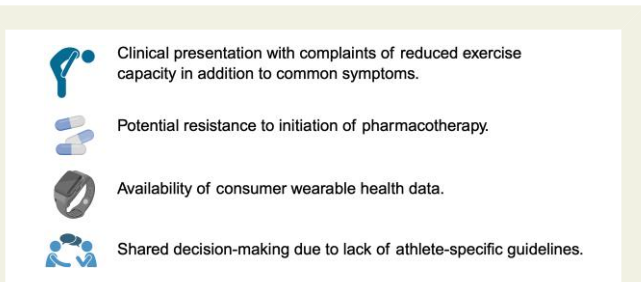 Clinical presentation with complaints of reduced exercise
capacity in addition to common symptoms.
Potential resistance to initiation of pharmacotherapy.
Availability of consumer wearable health data.
Shared decision-making due to lack of athlete-specific guidelines.